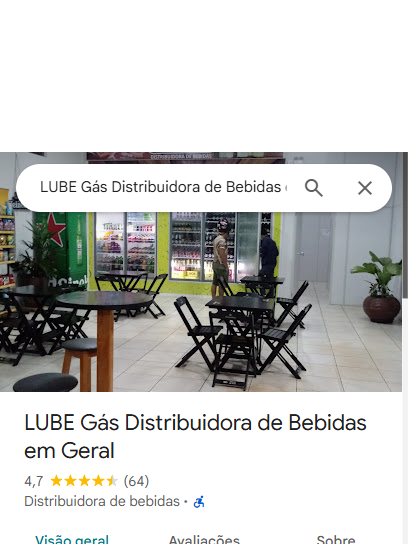 DISTRIBUIDORA DE BEBIDAS
LUBE Gás Distribuidora de Bebidas
LUBE Gás Distribuidora de Bebidas
em Geral
4,7 (64)
Distribuidora de bebidas ·
Visão geral Avaliações Sobre